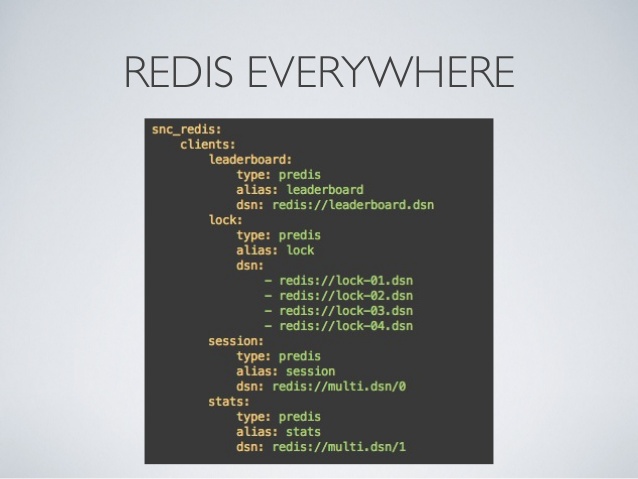 REDIS EVERYWHERE
snc_redis:
    clients:
        leaderboard:
            type: predis
            alias: leaderboard
            dsn: redis://leaderboard.dsn
        lock:
            type: predis
            alias: lock
            dsn:
                - redis://lock-01.dsn
                - redis://lock-02.dsn
                - redis://lock-03.dsn
                - redis://lock-04.dsn
        session:
            type: predis
            alias: session
            dsn: redis://multi.dsn/0
        stats:
            type: predis
            alias: stats
            dsn: redis://multi.dsn/1